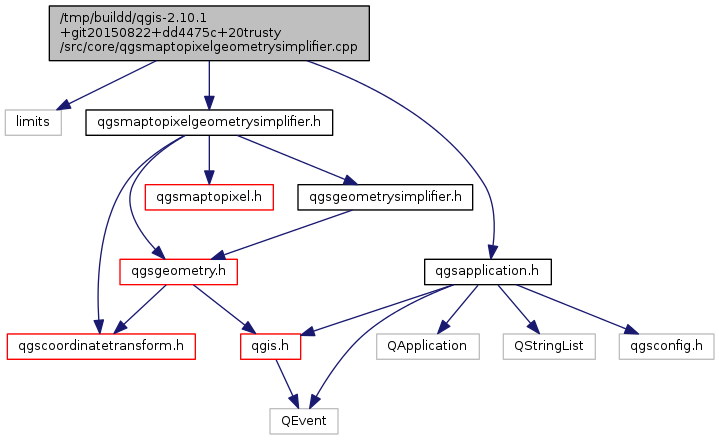 /tmp/buildd/qgis-2.10.1
+git20150822+dd4475c+20trusty
/src/core/qgsmaptopixelgeometrysimplifier.cpp
limits
qgsmaptopixelgeometrysimplifier.h
qgsmaptopixel.h
qgsgeometrysimplifier.h
qgsgeometry.h
qgsapplication.h
qgscoordinatetransform.h
qgis.h
QApplication
QStringList
qgsconfig.h
QEvent